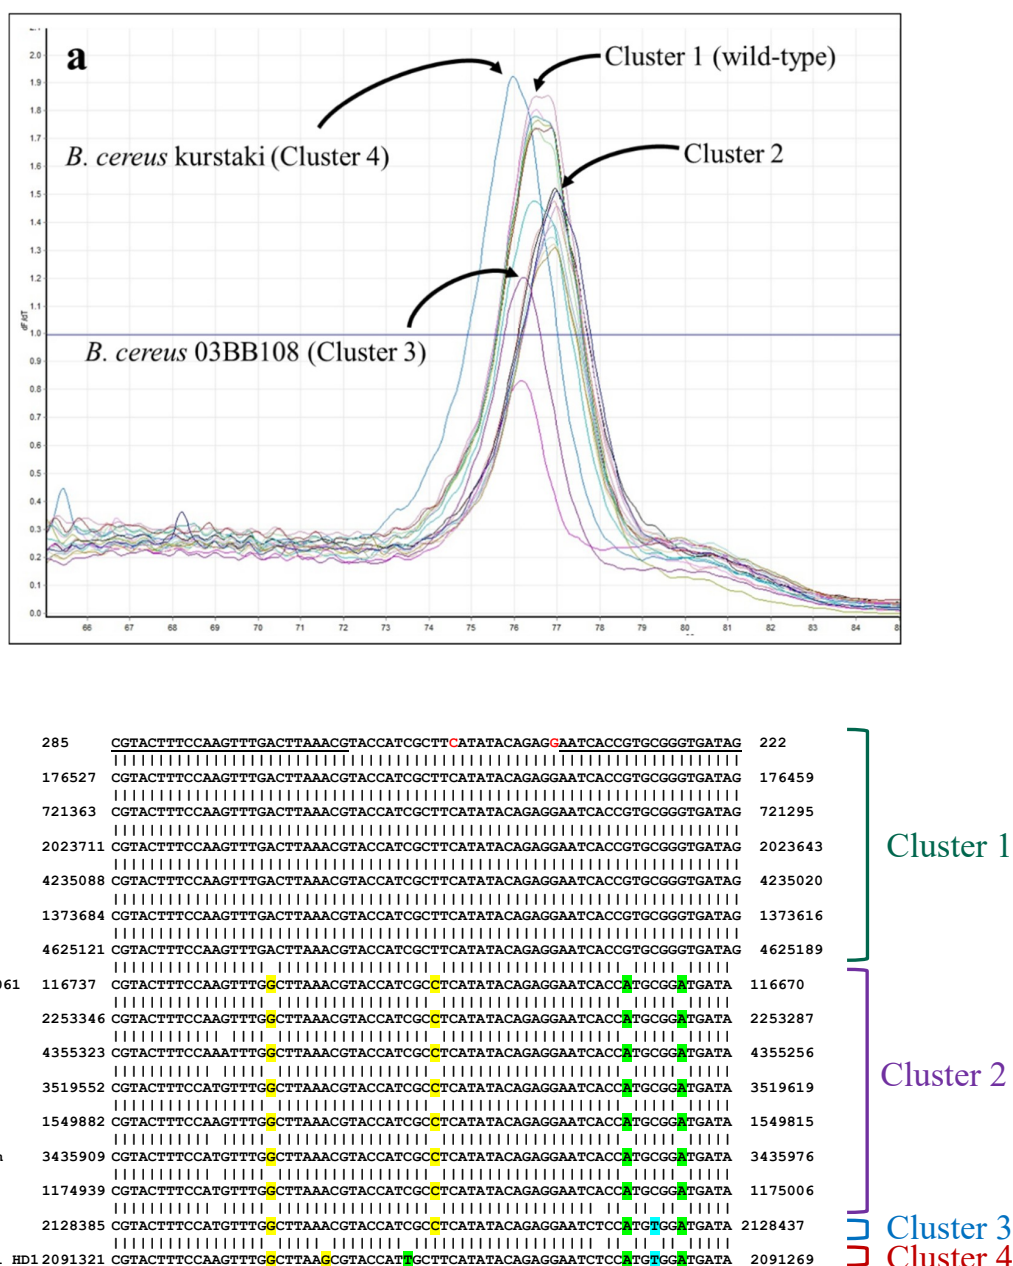 a
Cluster 1 (wild-type)
B. cereus kurstaki (Cluster 4)
Cluster 2
B. cereus 03BB108 (Cluster 3)
dF/dT
2.0
1.9
1.8
1.7
1.6
1.5
1.4
1.3
1.2
1.1
1.0
0.9
0.8
0.7
0.6
0.5
0.4
0.3
0.2
0.1
0.0
66 67 68 69 70 71 72 73 74 75 76 77 78 79 80 81 82 83 84
285 CGTACTTTCCAAGTTTGACTTAAACGTACCATCGCTTCATATACAGAGGAATCACCGTGCGGGTGATAG 222
176527 CGTACTTTCCAAGTTTGACTTAAACGTACCATCGCTTCATATACAGAGGAATCACCGTGCGGGTGATAG 176459
721363 CGTACTTTCCAAGTTTGACTTAAACGTACCATCGCTTCATATACAGAGGAATCACCGTGCGGGTGATAG 721295
2023711 CGTACTTTCCAAGTTTGACTTAAACGTACCATCGCTTCATATACAGAGGAATCACCGTGCGGGTGATAG 2023643
Cluster 1
4235088 CGTACTTTCCAAGTTTGACTTAAACGTACCATCGCTTCATATACAGAGGAATCACCGTGCGGGTGATAG 4235020
1373684 CGTACTTTCCAAGTTTGACTTAAACGTACCATCGCTTCATATACAGAGGAATCACCGTGCGGGTGATAG 1373616
4625121 CGTACTTTCCAAGTTTGACTTAAACGTACCATCGCTTCATATACAGAGGAATCACCGTGCGGGTGATAG 4625189
61 116737 CGTACTTTCCAAGTTTGGCTTAAACGTACCATCGCCTCATATACAGAGGAATCACCATGCGGATGATA 116670
2253346 CGTACTTTCCAAGTTTGGCTTAAACGTACCATCGCCTCATATACAGAGGAATCACCATGCGGATGATA 2253287
4355323 CGTACTTTCCAAATTTGGCTTAAACGTACCATCGCCTCATATACAGAGGAATCACCATGCGGATGATA 4355256
Cluster 2
3519552 CGTACTTTCCATGTTTGGCTTAAACGTACCATCGCCTCATATACAGAGGAATCACCATGCGGATGATA 3519619
1549882 CGTACTTTCCAAGTTTGGCTTAAACGTACCATCGCCTCATATACAGAGGAATCACCATGCGGATGATA 1549815
3435909 CGTACTTTCCATGTTTGGCTTAAACGTACCATCGCCTCATATACAGAGGAATCACCATGCGGATGATA 3435976
1174939 CGTACTTTCCATGTTTGGCTTAAACGTACCATCGCCTCATATACAGAGGAATCACCATGCGGATGATA 1175006
2128385 CGTACTTTCCATGTTTGGCTTAAACGTACCATCGCCTCATATACAGAGGAATCTCCATGTGGATGATA 2128437 Cluster 3
HD1 2091321 CGTACTTTCCAAGTTTGGCTTAAGCGTACCATTGCTTCATATACAGAGGAATCTCCATGTGGATGATA 2091269 Cluster 4